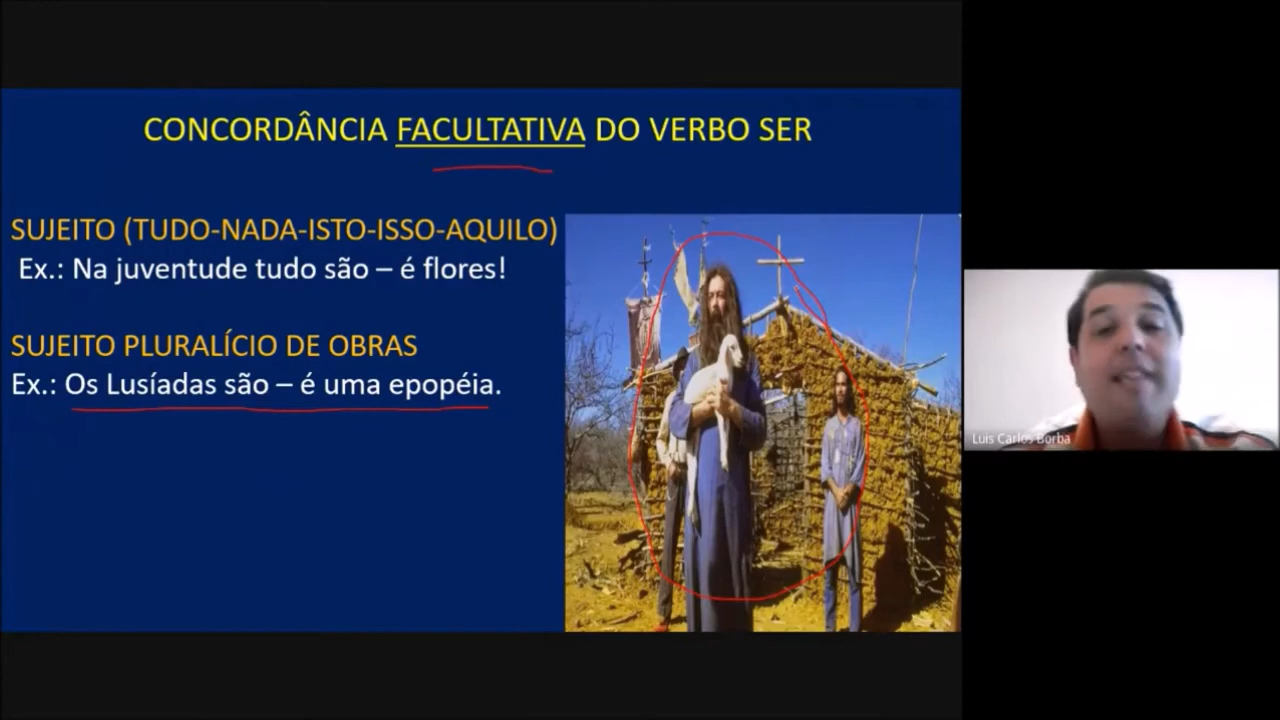 CONCORDÂNCIA FACULTATIVA DO VERBO SER
SUJEITO (TUDO-NADA-ISTO-ISSO-AQUILO)
Ex.: Na juventude tudo são – é flores!
SUJEITO PLURALÍCIO DE OBRAS
Ex.: Os Lusíadas são – é uma epopéia.
Luis Carlos Borba